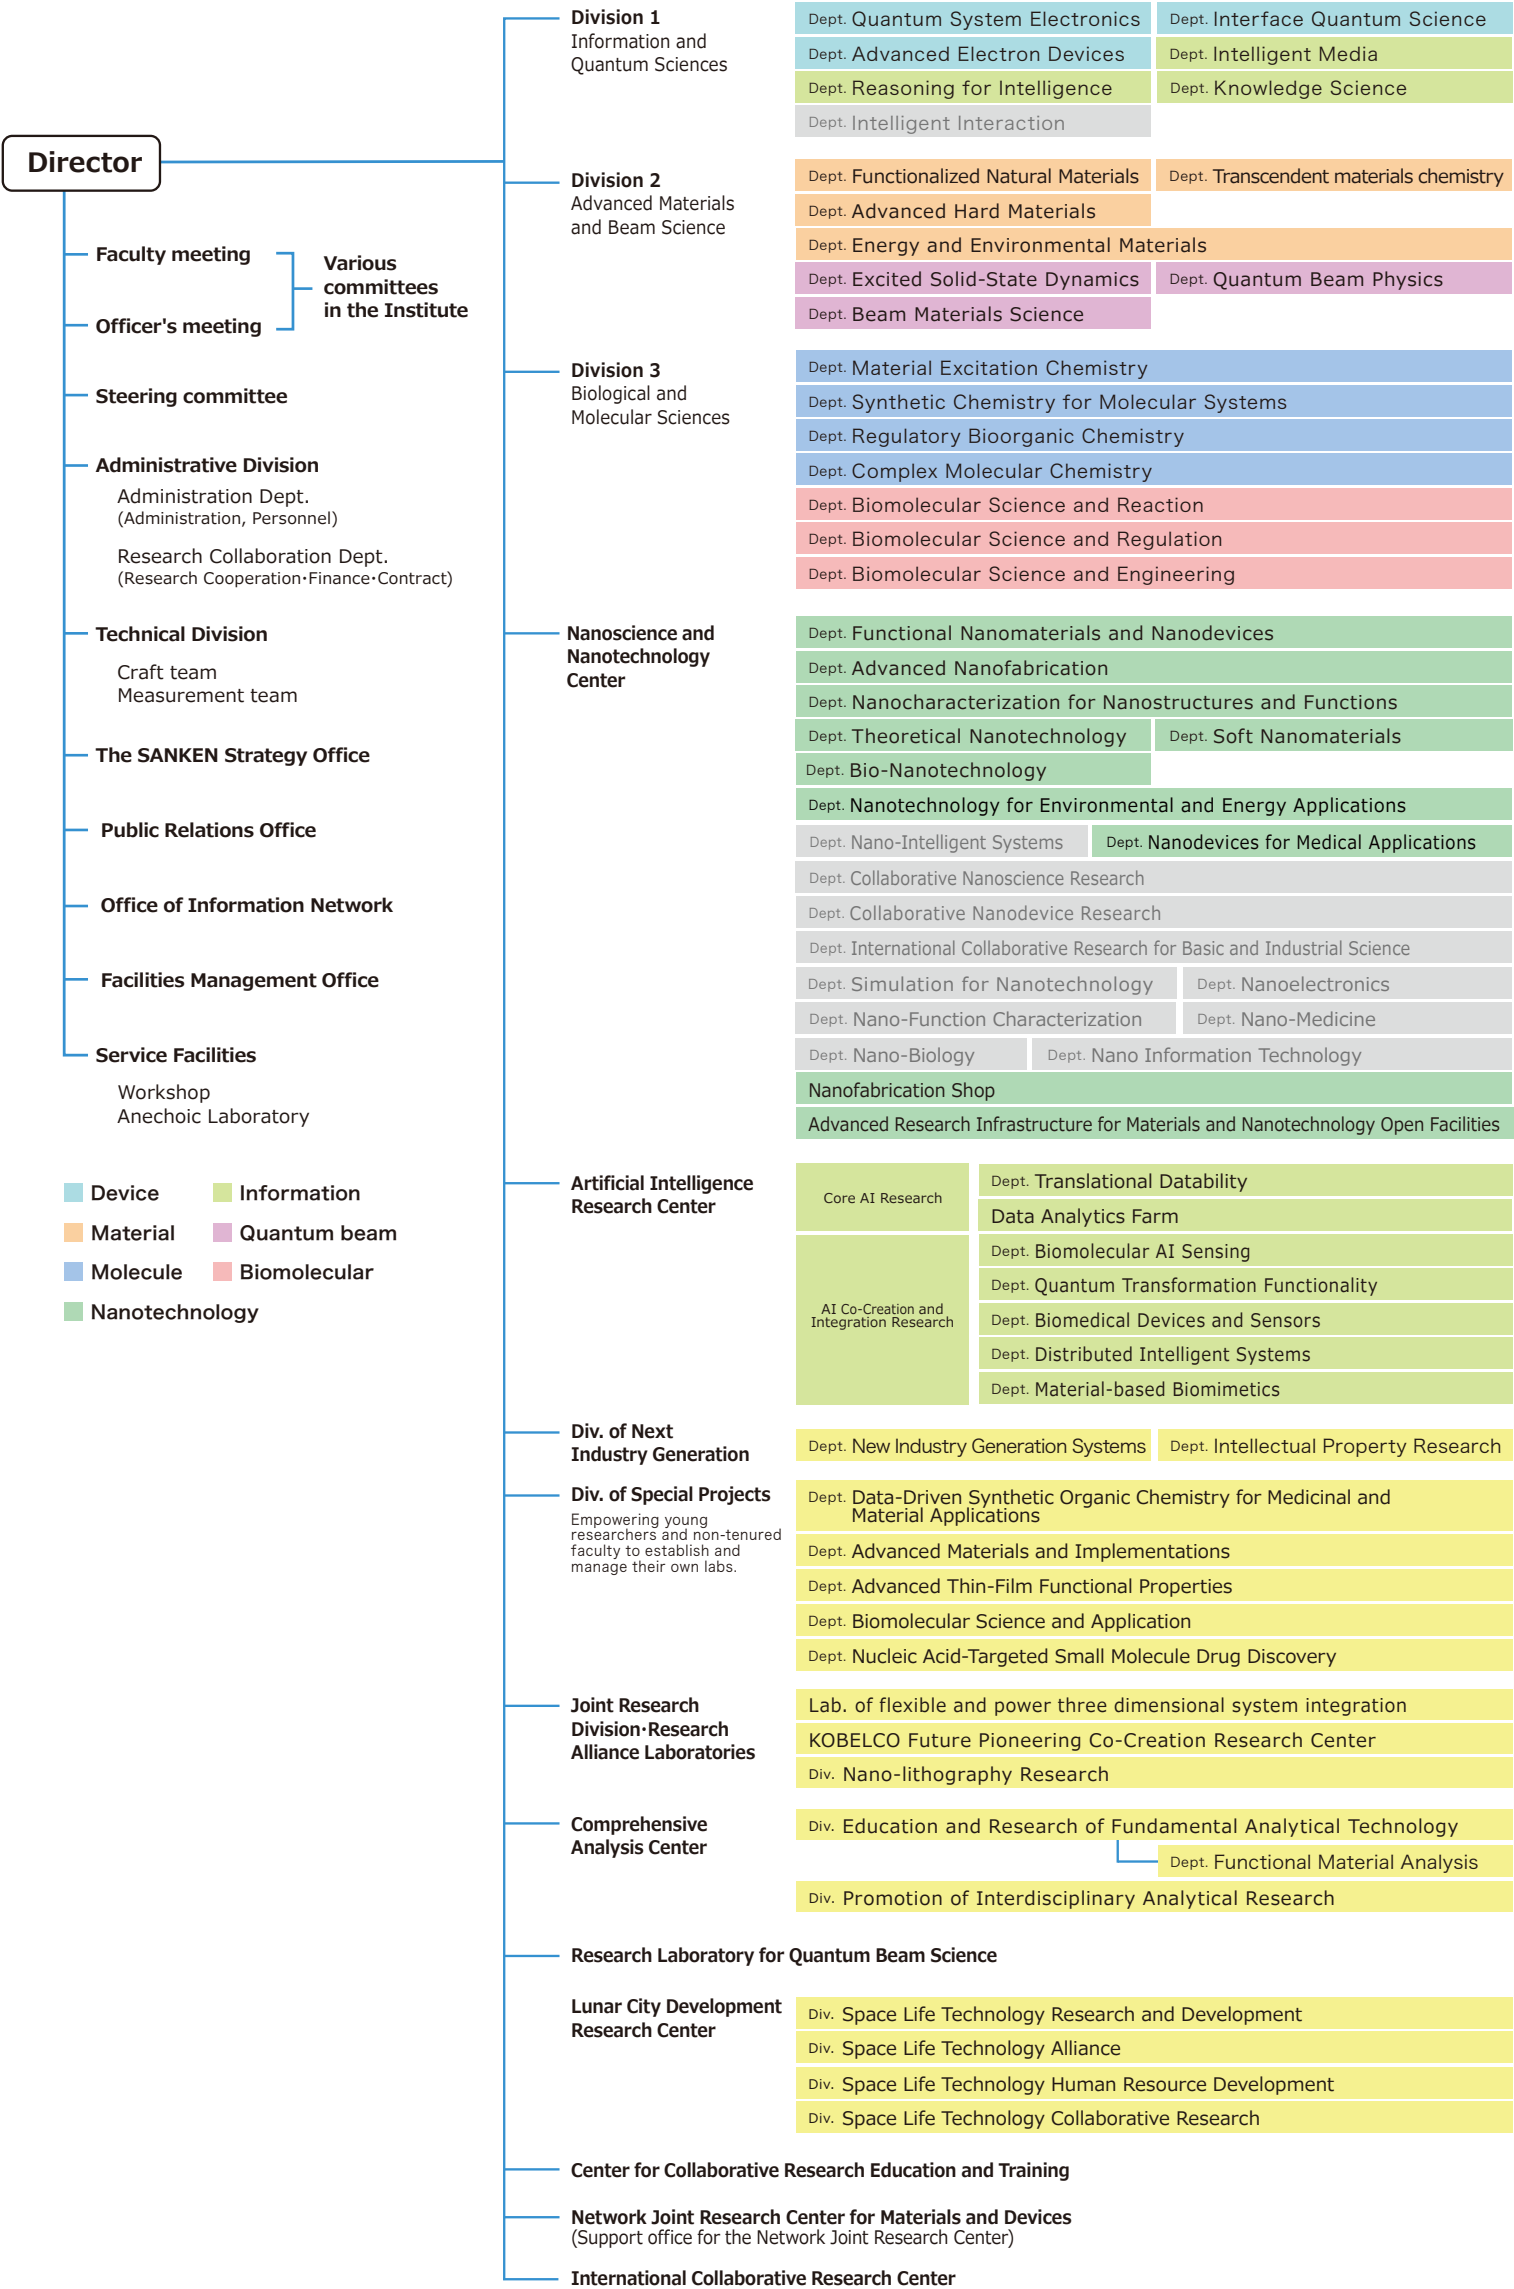 Director
Faculty meeting
Officer's meeting
Various
committees
in the Institute
Steering committee
Administrative Division
Administration Dept.
(Administration, Personnel)
Research Collaboration Dept.
(Research Cooperation・Finance・Contract)
Technical Division
Craft team
Measurement team
The SANKEN Strategy Office
Public Relations Office
Office of Information Network
Facilities Management Office
Service Facilities
Workshop
Anechoic Laboratory
Device
Information
Material
Quantum beam
Molecule
Biomolecular
Nanotechnology
Division 1
Information and
Quantum Sciences
Dept. Quantum System Electronics
Dept. Interface Quantum Science
Dept. Advanced Electron Devices
Dept. Intelligent Media
Dept. Reasoning for Intelligence
Dept. Knowledge Science
Dept. Intelligent Interaction
Division 2
Advanced Materials
and Beam Science
Dept. Functionalized Natural Materials
Dept. Transcendent materials chemistry
Dept. Advanced Hard Materials
Dept. Energy and Environmental Materials
Dept. Excited Solid-State Dynamics
Dept. Quantum Beam Physics
Dept. Beam Materials Science
Division 3
Biological and
Molecular Sciences
Dept. Material Excitation Chemistry
Dept. Synthetic Chemistry for Molecular Systems
Dept. Regulatory Bioorganic Chemistry
Dept. Complex Molecular Chemistry
Dept. Biomolecular Science and Reaction
Dept. Biomolecular Science and Regulation
Dept. Biomolecular Science and Engineering
Nanoscience and
Nanotechnology
Center
Dept. Functional Nanomaterials and Nanodevices
Dept. Advanced Nanofabrication
Dept. Nanocharacterization for Nanostructures and Functions
Dept. Theoretical Nanotechnology
Dept. Soft Nanomaterials
Dept. Bio-Nanotechnology
Dept. Nanotechnology for Environmental and Energy Applications
Dept. Nano-Intelligent Systems
Dept. Nanodevices for Medical Applications
Dept. Collaborative Nanoscience Research
Dept. Collaborative Nanodevice Research
Dept. International Collaborative Research for Basic and Industrial Science
Dept. Simulation for Nanotechnology
Dept. Nanoelectronics
Dept. Nano-Function Characterization
Dept. Nano-Medicine
Dept. Nano-Biology
Dept. Nano Information Technology
Nanofabrication Shop
Advanced Research Infrastructure for Materials and Nanotechnology Open Facilities
Artificial Intelligence
Research Center
Core AI Research
Dept. Translational Datability
Data Analytics Farm
AI Co-Creation and
Integration Research
Dept. Biomolecular AI Sensing
Dept. Quantum Transformation Functionality
Dept. Biomedical Devices and Sensors
Dept. Distributed Intelligent Systems
Dept. Material-based Biomimetics
Div. of Next
Industry Generation
Dept. New Industry Generation Systems
Dept. Intellectual Property Research
Div. of Special Projects
Empowering young
researchers and non-tenured
faculty to establish and
manage their own labs.
Dept. Data-Driven Synthetic Organic Chemistry for Medicinal and
Material Applications
Dept. Advanced Materials and Implementations
Dept. Advanced Thin-Film Functional Properties
Dept. Biomolecular Science and Application
Dept. Nucleic Acid-Targeted Small Molecule Drug Discovery
Joint Research
Division・Research
Alliance Laboratories
Lab. of flexible and power three dimensional system integration
KOBELCO Future Pioneering Co-Creation Research Center
Div. Nano-lithography Research
Comprehensive
Analysis Center
Div. Education and Research of Fundamental Analytical Technology
Dept. Functional Material Analysis
Div. Promotion of Interdisciplinary Analytical Research
Research Laboratory for Quantum Beam Science
Lunar City Development
Research Center
Div. Space Life Technology Research and Development
Div. Space Life Technology Alliance
Div. Space Life Technology Human Resource Development
Div. Space Life Technology Collaborative Research
Center for Collaborative Research Education and Training
Network Joint Research Center for Materials and Devices
(Support office for the Network Joint Research Center)
International Collaborative Research Center